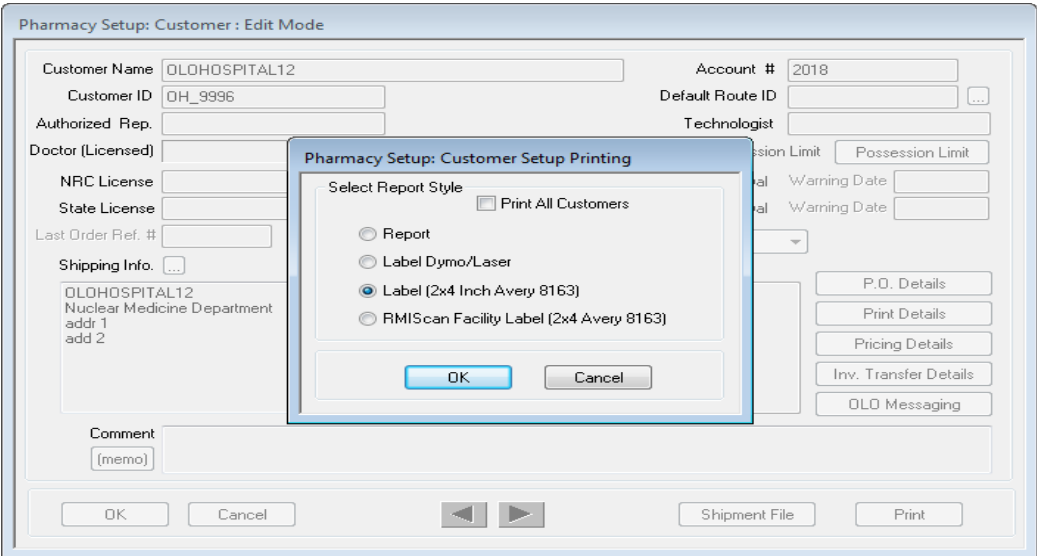 Pharmacy Setup: Customer : Edit Mode
Customer Name OLOHOSPITAL12 Account # 2018
Customer ID OH_9996 Default Route ID ...
Authorized Rep. Technologist
Doctor (Licensed) Limit Possession Limit
NRC License Warning Date
State License Warning Date
Last Order Ref. #
Shipping Info. ...
OLOHOSPITAL12
Nuclear Medicine Department
addr 1
add 2
P.O. Details
Print Details
Pricing Details
Inv. Transfer Details
OLO Messaging
Comment
(memo)
OK Cancel Shipment File Print
Pharmacy Setup: Customer Setup Printing
Select Report Style
Print All Customers
Report
Label Dymo/Laser
Label (2x4 Inch Avery 8163)
RMIScan Facility Label (2x4 Avery 8163)
OK Cancel